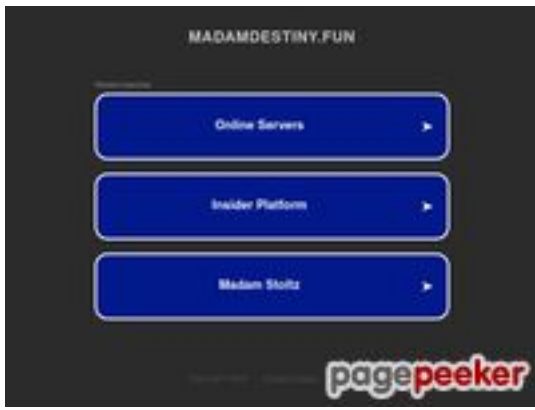 MADAMDESTINY.FUN
Online Servers
Insider Platform
Madam Stoltz
pagepeeker